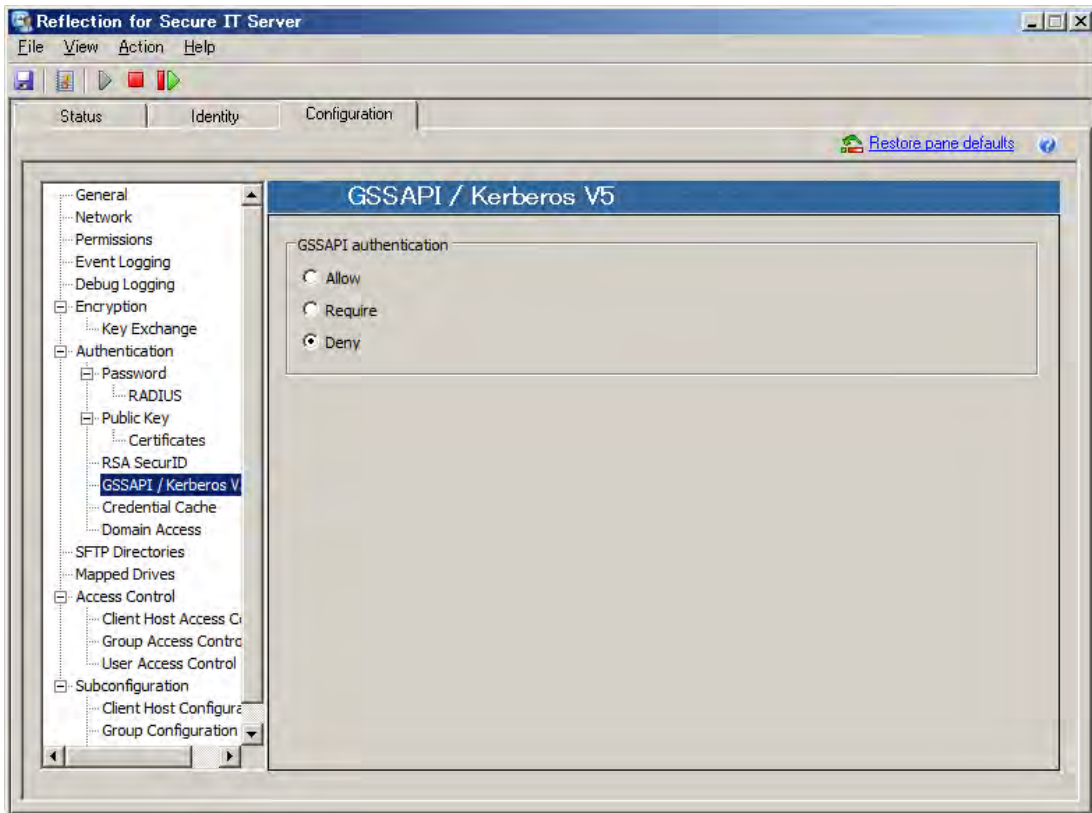 Reflection for Secure IT Server
File View Action Help
Status Identity Configuration
Restore pane defaults
General
Network
Permissions
Event Logging
Debug Logging
Encryption
Key Exchange
Authentication
Password
RADIUS
Public Key
Certificates
RSA SecurID
GSSAPI / Kerberos V
Credential Cache
Domain Access
SFTP Directories
Mapped Drives
Access Control
Client Host Access C
Group Access Contro
User Access Control
Subconfiguration
Client Host Configura
Group Configuration
GSSAPI / Kerberos V5
GSSAPI authentication
Allow
Require
Deny